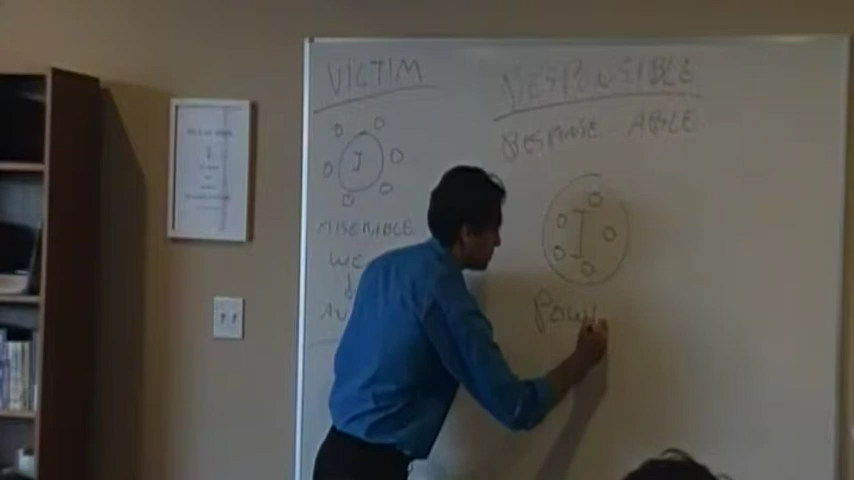 VICTIM
I
MISERABLE
WE
RESPONSIBLE
RESPONSE - ABLE
I
POW